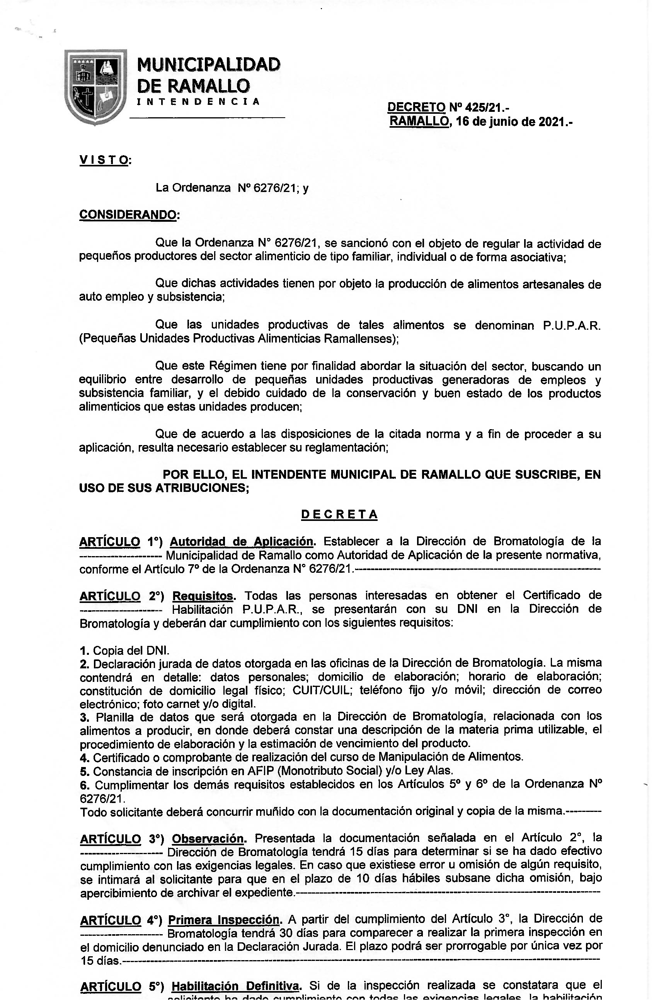 MUNICIPALIDAD
DE RAMALLO
INTENDENCIA
DECRETO Nº 425/21.-
RAMALLO, 16 de junio de 2021.-
V I S T O:
La Ordenanza Nº 6276/21; y
CONSIDERANDO:
Que la Ordenanza N° 6276/21, se sancionó con el objeto de regular la actividad de
pequeños productores del sector alimenticio de tipo familiar, individual o de forma asociativa;
Que dichas actividades tienen por objeto la producción de alimentos artesanales de
auto empleo y subsistencia;
Que las unidades productivas de tales alimentos se denominan P.U.P.A.R.
(Pequeñas Unidades Productivas Alimenticias Ramallenses);
Que este Régimen tiene por finalidad abordar la situación del sector, buscando un
equilibrio entre desarrollo de pequeñas unidades productivas generadoras de empleos y
subsistencia familiar, y el debido cuidado de la conservación y buen estado de los productos
alimenticios que estas unidades producen;
Que de acuerdo a las disposiciones de la citada norma y a fin de proceder a su
aplicación, resulta necesario establecer su reglamentación;
POR ELLO, EL INTENDENTE MUNICIPAL DE RAMALLO QUE SUSCRIBE, EN
USO DE SUS ATRIBUCIONES;
D E C R E T A
ARTÍCULO 1º) Autoridad de Aplicación. Establecer a la Dirección de Bromatología de la
--------------------- Municipalidad de Ramallo como Autoridad de Aplicación de la presente normativa,
conforme el Artículo 7º de la Ordenanza N° 6276/21.---------------------------------------------------------------
ARTÍCULO 2º) Requisitos. Todas las personas interesadas en obtener el Certificado de
--------------------- Habilitación P.U.P.A.R., se presentarán con su DNI en la Dirección de
Bromatología y deberán dar cumplimiento con los siguientes requisitos:
1. Copia del DNI.
2. Declaración jurada de datos otorgada en las oficinas de la Dirección de Bromatología. La misma
contendrá en detalle: datos personales; domicilio de elaboración; horario de elaboración;
constitución de domicilio legal físico; CUIT/CUIL; teléfono fijo y/o móvil; dirección de correo
electrónico; foto carnet y/o digital.
3. Planilla de datos que será otorgada en la Dirección de Bromatología, relacionada con los
alimentos a producir, en donde deberá constar una descripción de la materia prima utilizable, el
procedimiento de elaboración y la estimación de vencimiento del producto.
4. Certificado o comprobante de realización del curso de Manipulación de Alimentos.
5. Constancia de inscripción en AFIP (Monotributo Social) y/o Ley Alas.
6. Cumplimentar los demás requisitos establecidos en los Artículos 5º y 6º de la Ordenanza Nº
6276/21.
Todo solicitante deberá concurrir muñido con la documentación original y copia de la misma.---------
ARTÍCULO 3º) Observación. Presentada la documentación señalada en el Artículo 2°, la
--------------------- Dirección de Bromatología tendrá 15 días para determinar si se ha dado efectivo
cumplimiento con las exigencias legales. En caso que existiese error u omisión de algún requisito,
se intimará al solicitante para que en el plazo de 10 días hábiles subsane dicha omisión, bajo
apercibimiento de archivar el expediente.------------------------------------------------------------------------------
ARTÍCULO 4º) Primera Inspección. A partir del cumplimiento del Artículo 3°, la Dirección de
--------------------- Bromatología tendrá 30 días para comparecer a realizar la primera inspección en
el domicilio denunciado en la Declaración Jurada. El plazo podrá ser prorrogable por única vez por
15 días.--------------------------------------------------------------------------------------------------------------------------
ARTÍCULO 5º) Habilitación Definitiva. Si de la inspección realizada se constatara que el
solicitante ha dado cumplimiento con todas las exigencias legales, la habilitación